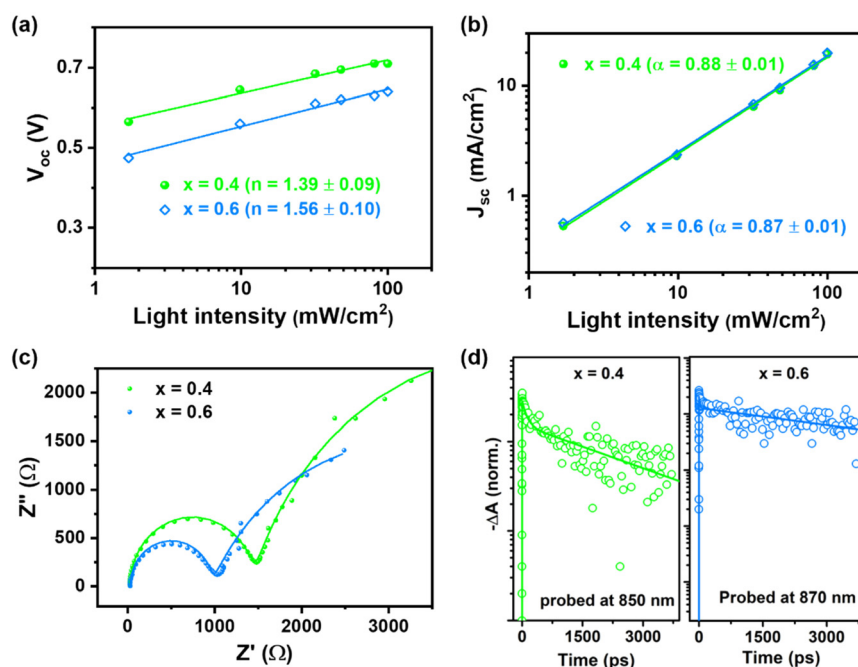 (a)
0.7
0.5
0.3
V_oc (V)
x = 0.4 (n = 1.39 ± 0.09)
x = 0.6 (n = 1.56 ± 0.10)
1
10
100
Light intensity (mW/cm²)
(b)
10
1
J_sc (mA/cm²)
x = 0.4 (α = 0.88 ± 0.01)
x = 0.6 (α = 0.87 ± 0.01)
1
10
100
Light intensity (mW/cm²)
(c)
x = 0.4
x = 0.6
2000
1500
1000
500
0
Z'' (Ω)
0
1000
2000
3000
Z' (Ω)
(d)
x = 0.4
-ΔA (norm.)
probed at 850 nm
0
1500
3000
Time (ps)
x = 0.6
Probed at 870 nm
0
1500
3000
Time (ps)